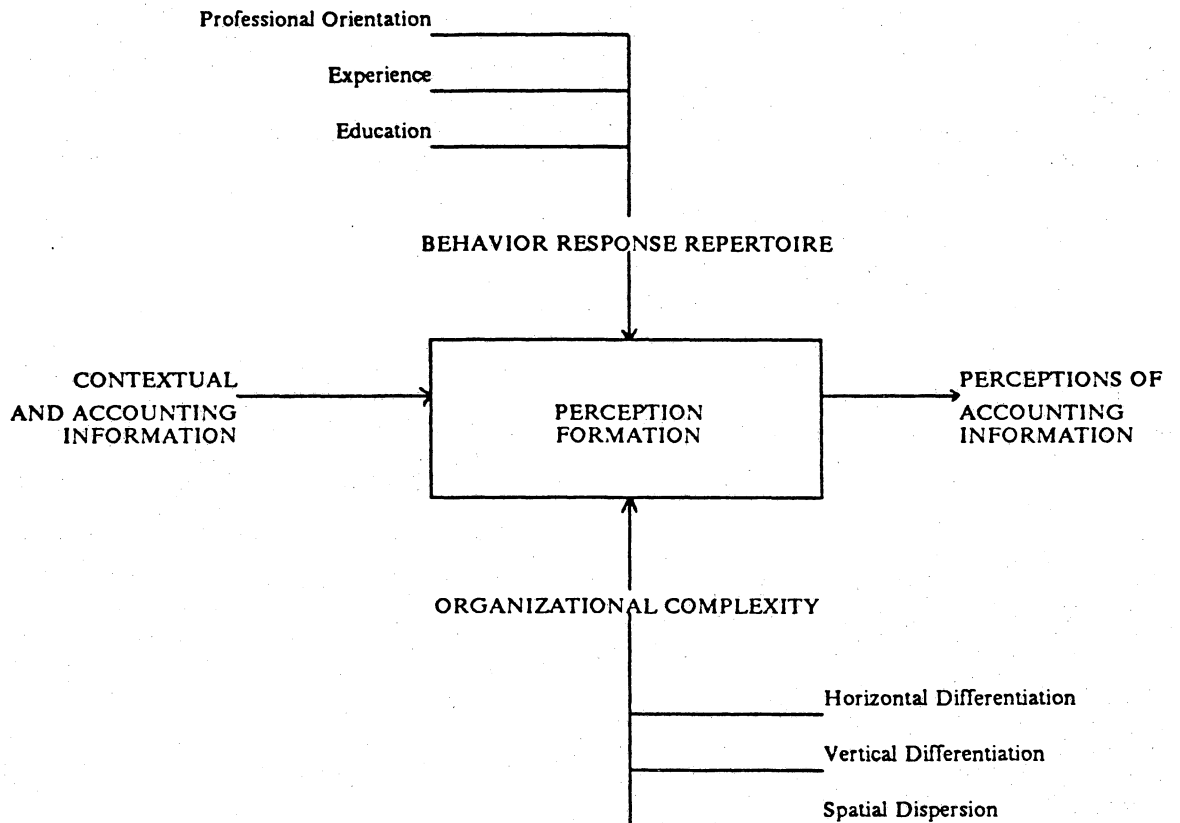 Professional Orientation
Experience
Education
BEHAVIOR RESPONSE REPERTOIRE
CONTEXTUAL
AND ACCOUNTING
INFORMATION
PERCEPTION
FORMATION
PERCEPTIONS OF
ACCOUNTING
INFORMATION
ORGANIZATIONAL COMPLEXITY
Horizontal Differentiation
Vertical Differentiation
Spatial Dispersion